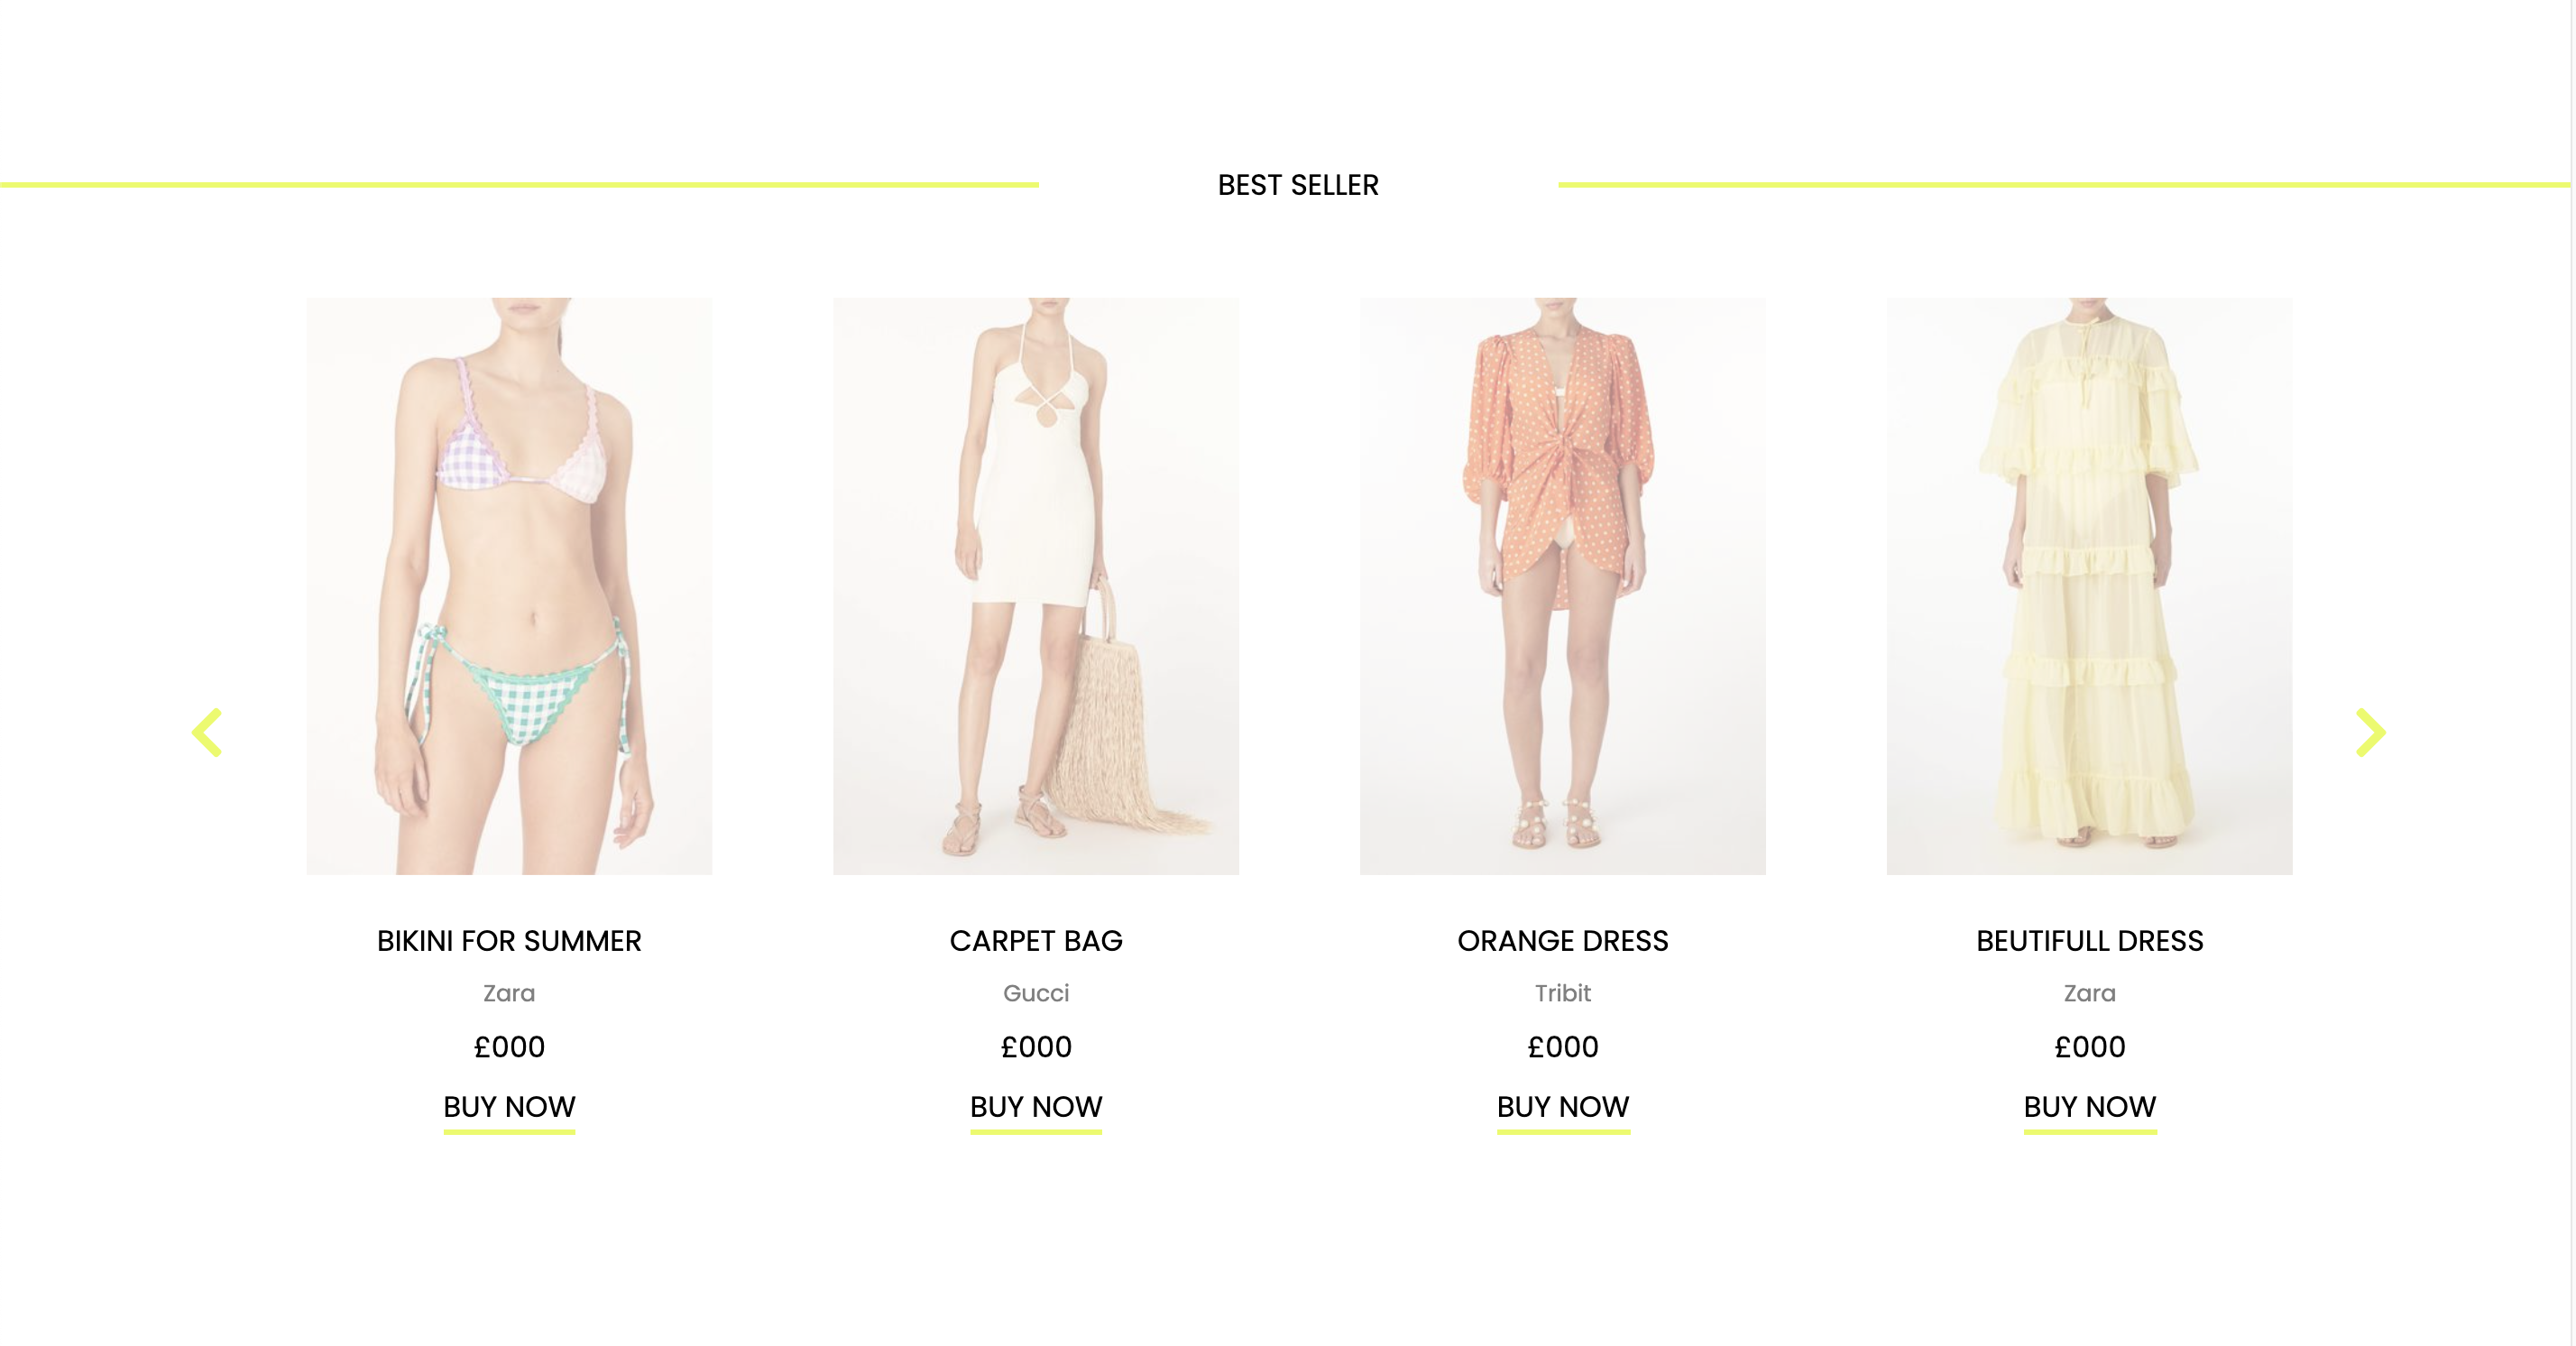 BEST SELLER
BIKINI FOR SUMMER
Zara
£000
BUY NOW
CARPET BAG
Gucci
£000
BUY NOW
ORANGE DRESS
Tribit
£000
BUY NOW
BEUTIFULL DRESS
Zara
£000
BUY NOW